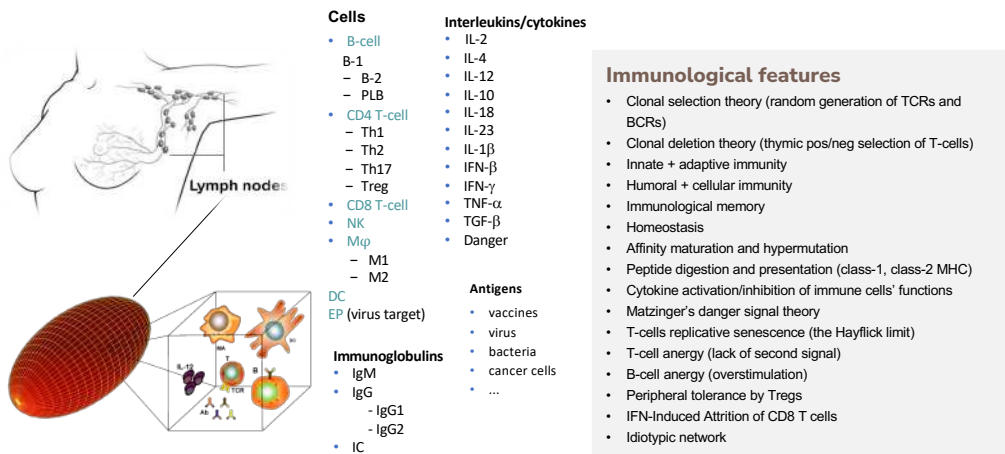 Lymph nodes
MA
DC
IL-12
T
B
TCR
Ab
Cells
• B-cell
B-1
– B-2
– PLB
• CD4 T-cell
– Th1
– Th2
– Th17
– Treg
• CD8 T-cell
• NK
• Mφ
– M1
– M2
DC
EP (virus target)
Immunoglobulins
• IgM
• IgG
- IgG1
- IgG2
• IC
Interleukins/cytokines
• IL-2
• IL-4
• IL-12
• IL-10
• IL-18
• IL-23
• IL-1β
• IFN-β
• IFN-γ
• TNF-α
• TGF-β
• Danger
Antigens
• vaccines
• virus
• bacteria
• cancer cells
• ...
Immunological features
• Clonal selection theory (random generation of TCRs and
BCRs)
• Clonal deletion theory (thymic pos/neg selection of T-cells)
• Innate + adaptive immunity
• Humoral + cellular immunity
• Immunological memory
• Homeostasis
• Affinity maturation and hypermutation
• Peptide digestion and presentation (class-1, class-2 MHC)
• Cytokine activation/inhibition of immune cells' functions
• Matzinger's danger signal theory
• T-cells replicative senescence (the Hayflick limit)
• T-cell anergy (lack of second signal)
• B-cell anergy (overstimulation)
• Peripheral tolerance by Tregs
• IFN-Induced Attrition of CD8 T cells
• Idiotypic network